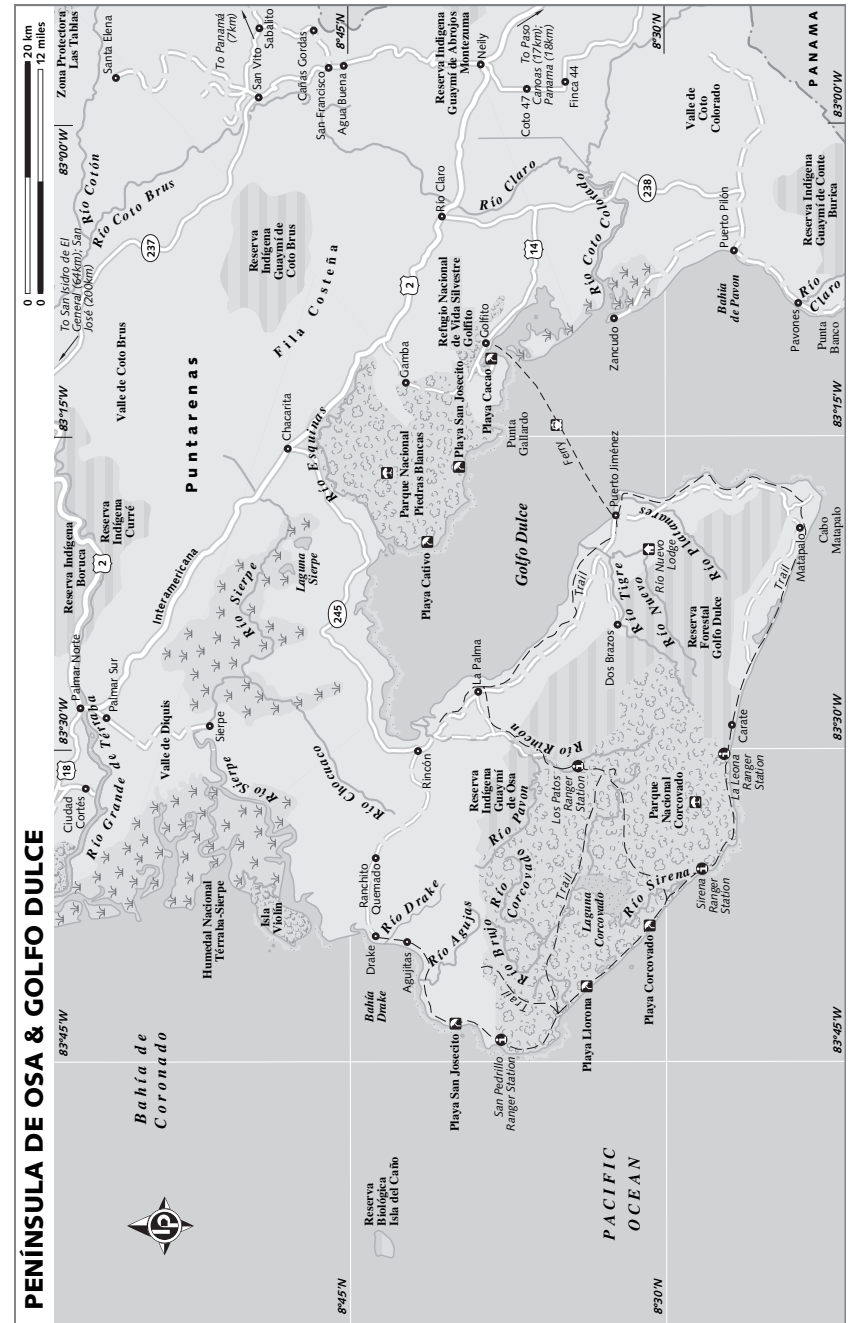 PENÍNSULA DE OSA & GOLFO DULCE
0
20 km
0
12 miles
83°45'W
83°30'W
83°15'W
83°00'W
Zona Protectora
Las Tablas
Santa Elena
To Panamá
(7km)
Sabalito
San Vito
Cañas Gordas
8°45'N
San Francisco
Agua Buena
Reserva Indígena
Guaymí de Abrojos
Montezuma
Neily
Coto 47
To Paso
Canoas (17km);
Panama (18km)
Finca 44
8°30'N
PANAMA
83°00'W
Río Cotón
Río Coto Brus
To San Isidro de El
General (64km); San
José (200km)
237
Reserva
Indígena
Guaymí de
Coto Brus
Valle de Coto Brus
Fila Costeña
Puntarenas
Río Claro
Río Claro
2
14
238
Valle de
Coto
Colorado
Río Coto Colorado
Reserva Indígena
Guaymí de Conte
Burica
Puerto Pilón
Bahía
de Pavon
Río
Claro
Pavones
Punta
Banco
Zancudo
Refugio Nacional
de Vida Silvestre
Golfito
Golfito
Gamba
Playa Cacao
Playa San Josecito
Chacarita
Río Esquinas
Parque Nacional
Piedras Blancas
Playa Cativo
Punta
Gallardo
Ferry
83°15'W
Reserva Indígena
Boruca
Reserva
Indígena
Curré
2
Interamericana
Laguna
Sierpe
Río Sierpe
245
Golfo Dulce
Puerto Jiménez
Río Platanares
Río Nuevo
Lodge
Río Tigre
Río Nuevo
Dos Brazos
Trail
Reserva
Forestal
Golfo Dulce
Matapalo
Cabo
Matapalo
Trail
Palmar Norte
Palmar Sur
18
Ciudad
Cortés
Río Grande de Térraba
Valle de Diquis
Sierpe
Río Sierpe
Río Chocuaco
La Palma
Rincón
Río Rincón
Carate
83°30'W
La Leona
Ranger
Station
Los Patos
Ranger
Station
Parque
Nacional
Corcovado
Reserva
Indígena
Guaymí
de Osa
Río Pavon
Río
Corcovado
Trail
Laguna
Corcovado
Río Sirena
Sirena
Ranger
Station
Playa Corcovado
Humedal Nacional
Térraba-Sierpe
Isla
Violín
Ranchito
Quemado
Drake
Río Drake
Agujitas
Río Agujas
Río Brujo
Trail
Bahía
Drake
Playa San Josecito
Playa Llorona
San Pedrillo
Ranger Station
83°45'W
Bahía de
Coronado
Reserva
Biológica
Isla del Caño
PACIFIC
OCEAN
LP
8°45'N
8°30'N